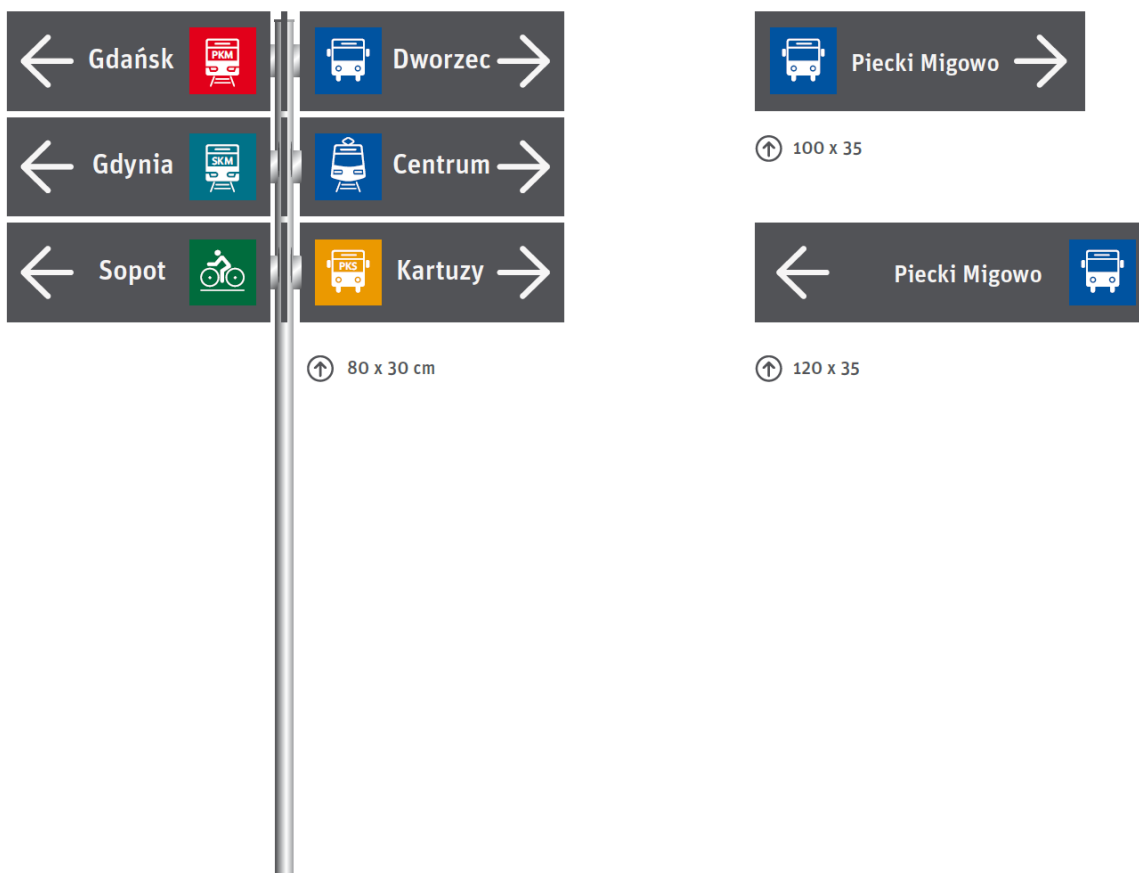 Gdańsk PKM
Dworzec
Gdynia SKM
Centrum
Sopot
PKS Kartuzy
80 x 30 cm
Piecki Migowo
100 x 35
Piecki Migowo
120 x 35